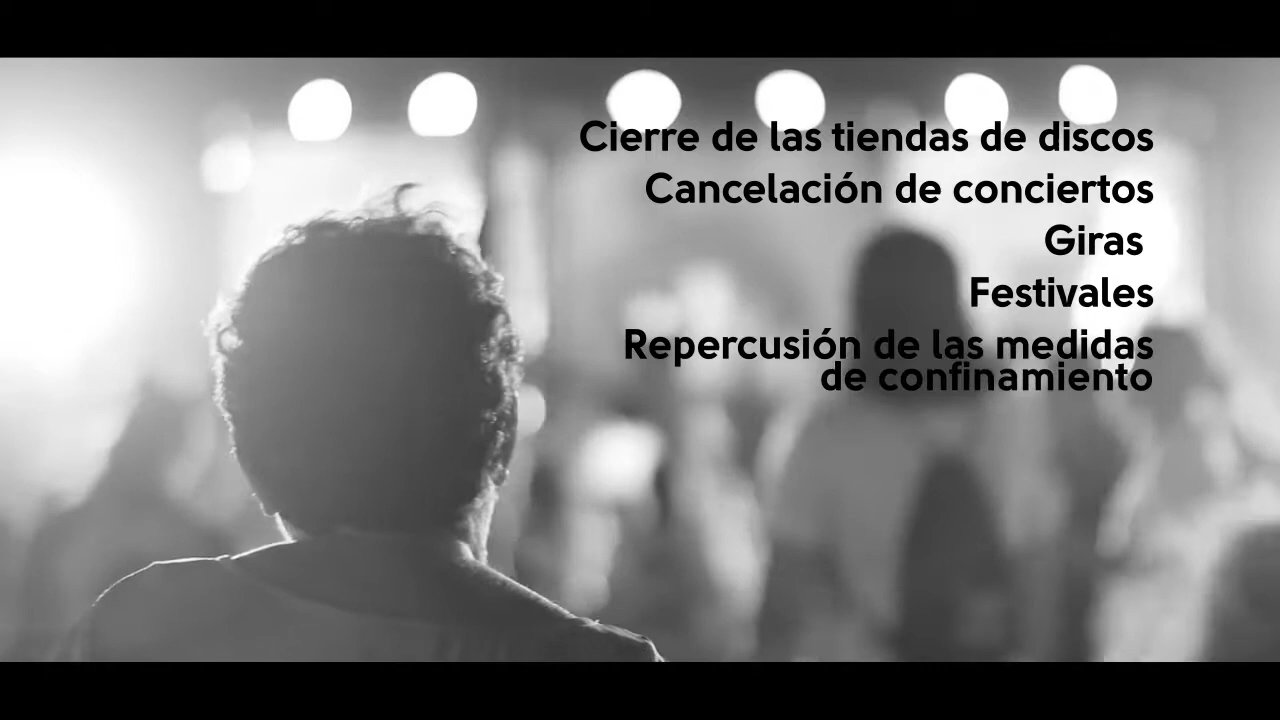 Cierre de las tiendas de discos
Cancelación de conciertos
Giras
Festivales
Repercusión de las medidas
de confinamiento